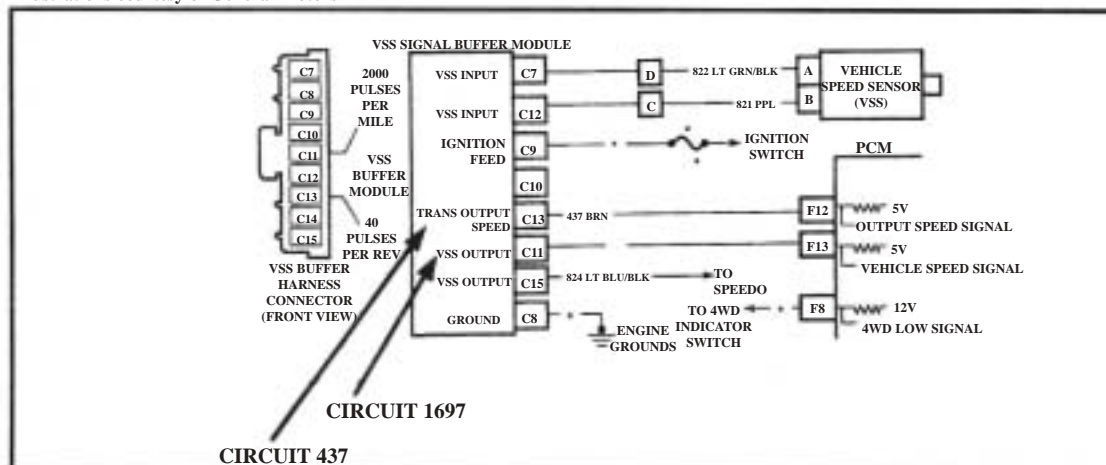 VSS SIGNAL BUFFER MODULE
C7
C8
C9
C10
C11
C12
C13
C14
C15
2000
PULSES
PER
MILE
VSS
BUFFER
MODULE
40
PULSES
PER REV
VSS BUFFER
HARNESS
CONNECTOR
(FRONT VIEW)
VSS INPUT
C7
D
822 LT GRN/BLK
A
VSS INPUT
C12
C
821 PPL
B
VEHICLE
SPEED SENSOR
(VSS)
IGNITION
FEED
C9
IGNITION
SWITCH
C10
PCM
TRANS OUTPUT
SPEED
C13
437 BRN
F12
5V
OUTPUT SPEED SIGNAL
VSS OUTPUT
C11
F13
5V
VEHICLE SPEED SIGNAL
VSS OUTPUT
C15
824 LT BLU/BLK
TO
SPEEDO
GROUND
C8
ENGINE
GROUNDS
TO 4WD
INDICATOR
SWITCH
F8
12V
4WD LOW SIGNAL
CIRCUIT 1697
CIRCUIT 437